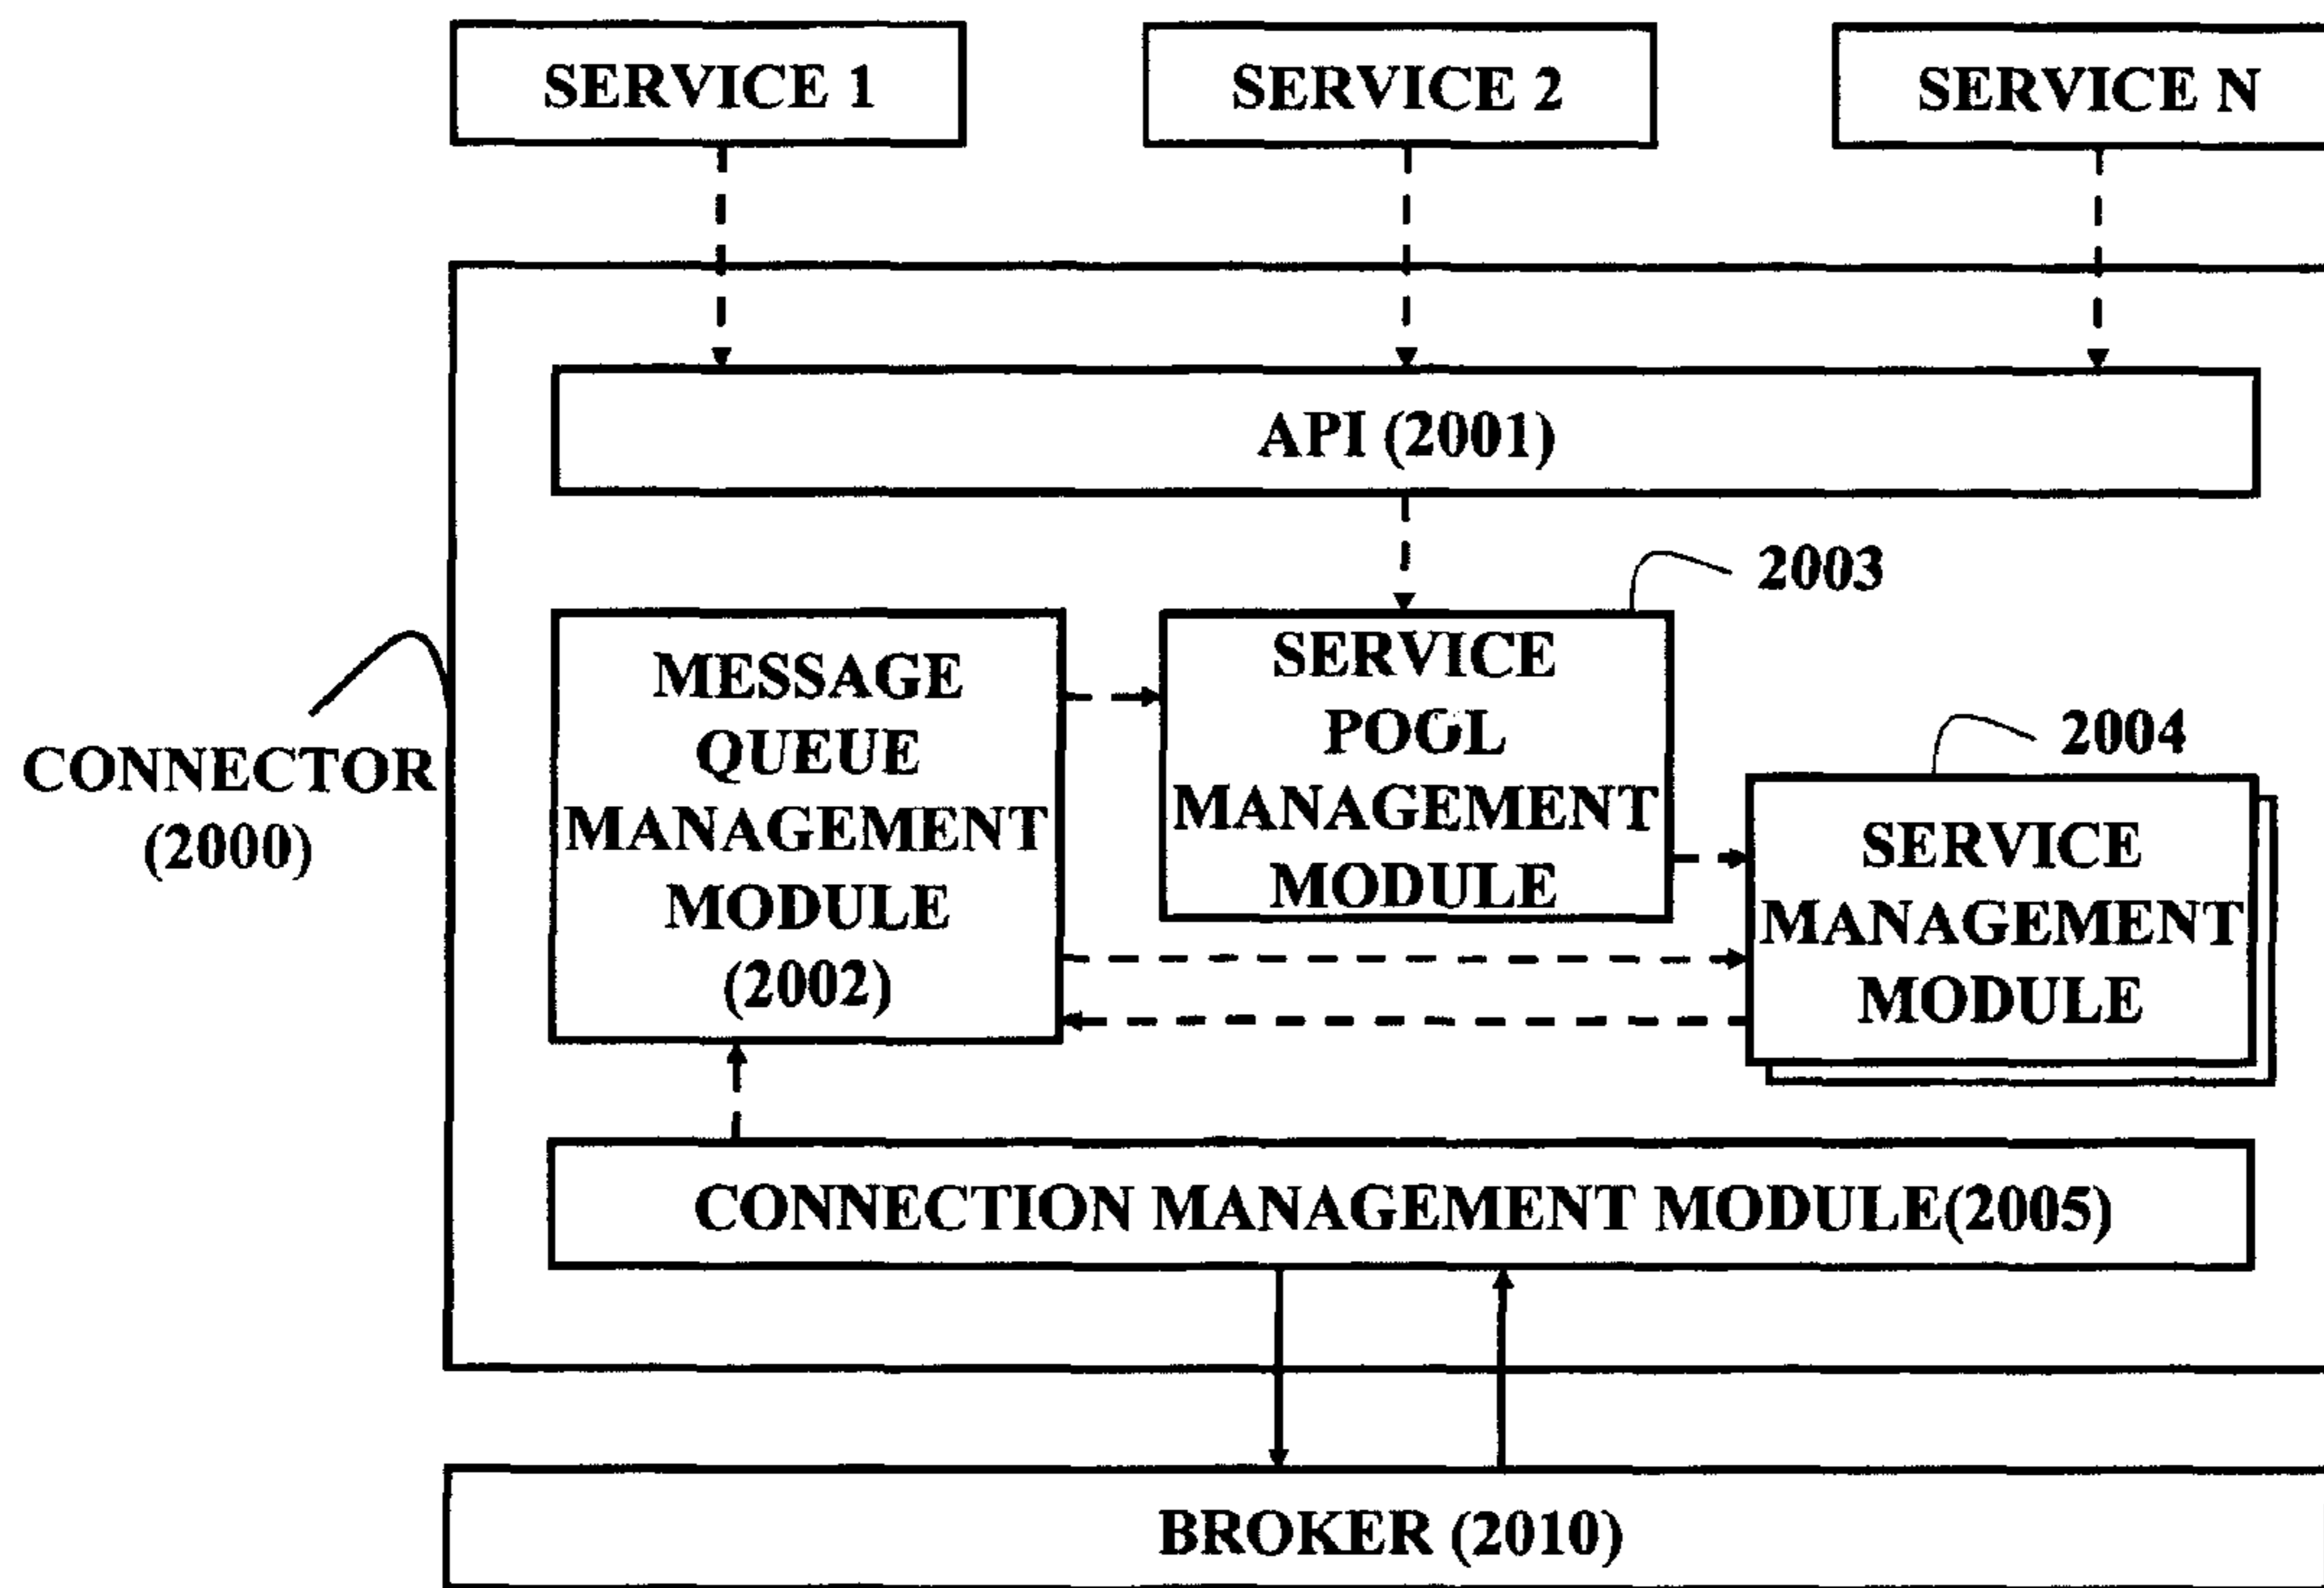 SERVICE 1
SERVICE 2
SERVICE N
API (2001)
2003
MESSAGE
QUEUE
MANAGEMENT
MODULE
(2002)
SERVICE
POOL
MANAGEMENT
MODULE
2004
SERVICE
MANAGEMENT
MODULE
CONNECTOR
(2000)
CONNECTION MANAGEMENT MODULE(2005)
BROKER (2010)